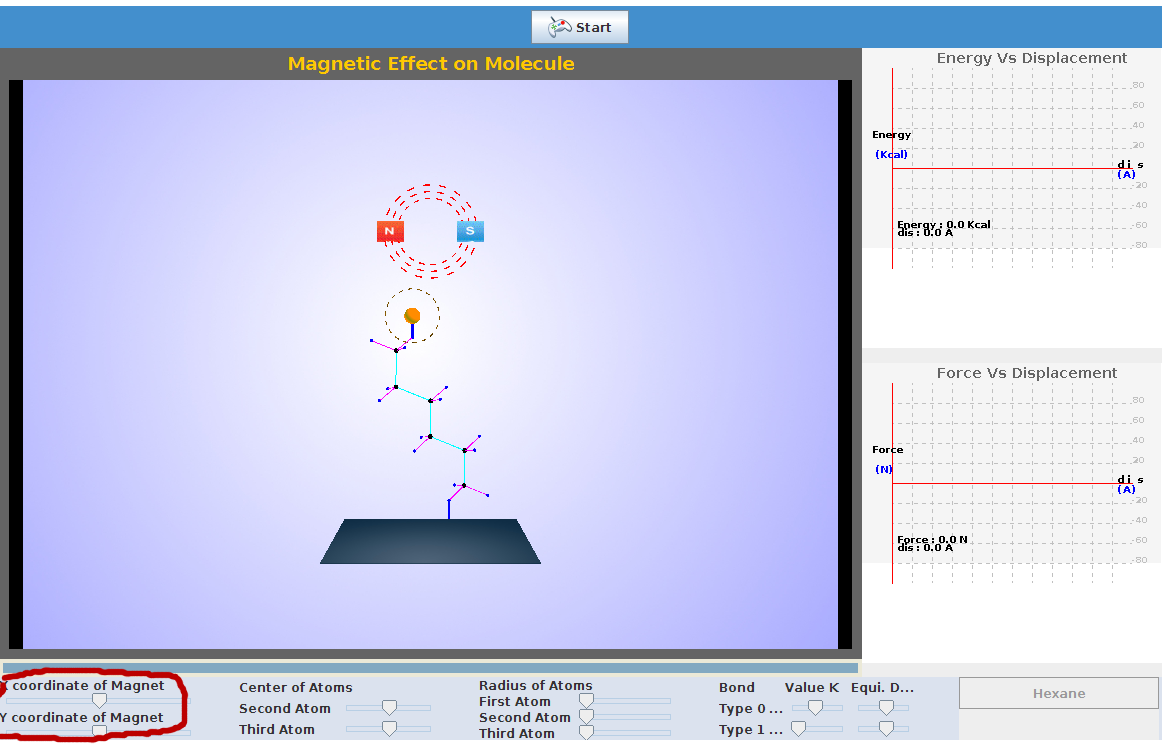 Start
Magnetic Effect on Molecule
N
S
Energy Vs Displacement
80
60
40
20
Energy
(Kcal)
d i s
(A)
-20
-40
-60
-80
Energy : 0.0 Kcal
dis : 0.0 A
Force Vs Displacement
80
60
40
20
Force
(N)
d i s
(A)
-20
-40
-60
-80
Force : 0.0 N
dis : 0.0 A
X coordinate of Magnet
Y coordinate of Magnet
Center of Atoms
Second Atom
Third Atom
Radius of Atoms
First Atom
Second Atom
Third Atom
Bond Value K Equi. D...
Type 0 ...
Type 1 ...
Hexane